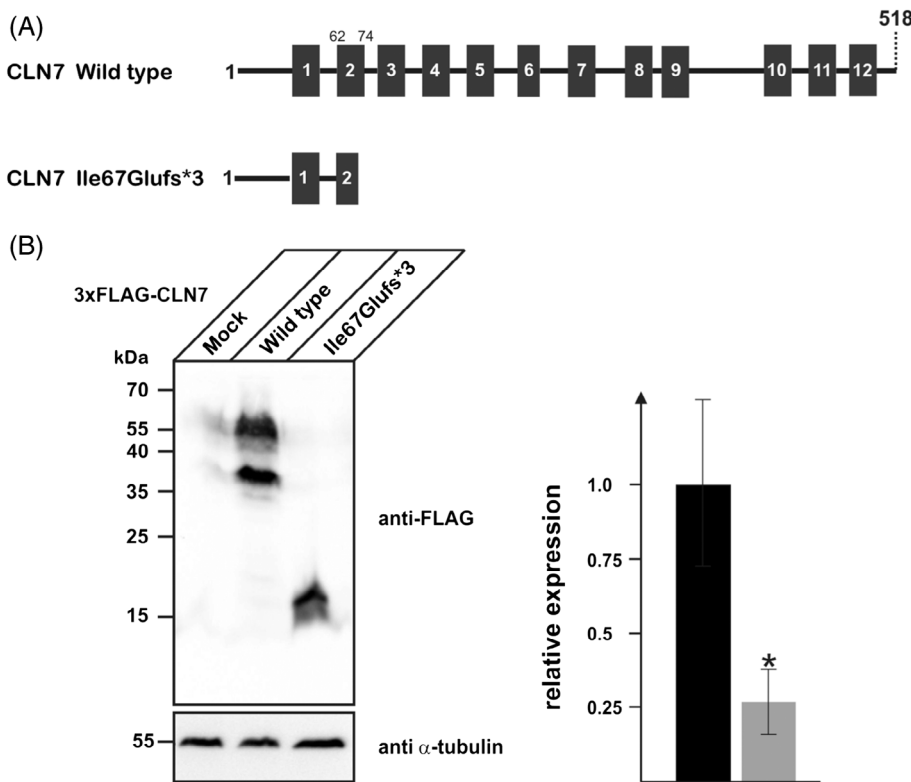 (A)
518
62 74
CLN7 Wild type 1 1 2 3 4 5 6 7 8 9 10 11 12
CLN7 Ile67Glufs*3 1 1 2
(B)
3xFLAG-CLN7
Mock
Wild type
Ile67Glufs*3
kDa
70
55
40
35
25
15
anti-FLAG
55
anti α-tubulin
relative expression
1.0
0.75
0.5
0.25
*